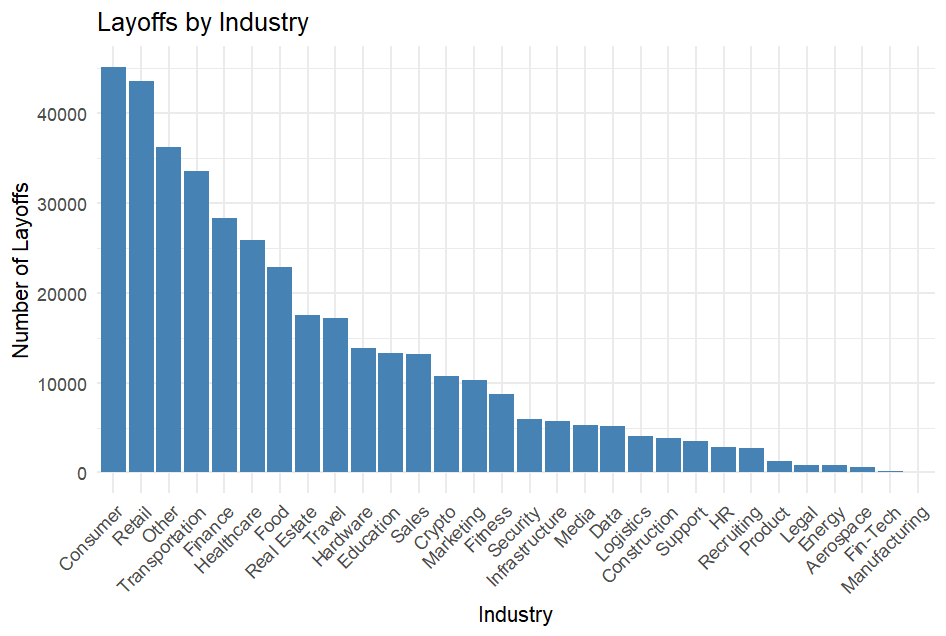 Layoffs by Industry
Number of Layoffs
40000
30000
20000
10000
0
Consumer
Retail
Other
Transportation
Finance
Healthcare
Food
Real Estate
Travel
Hardware
Education
Sales
Crypto
Marketing
Fitness
Security
Infrastructure
Media
Data
Logistics
Construction
Support
HR
Recruiting
Product
Legal
Energy
Aerospace
Fin-Tech
Manufacturing
Industry